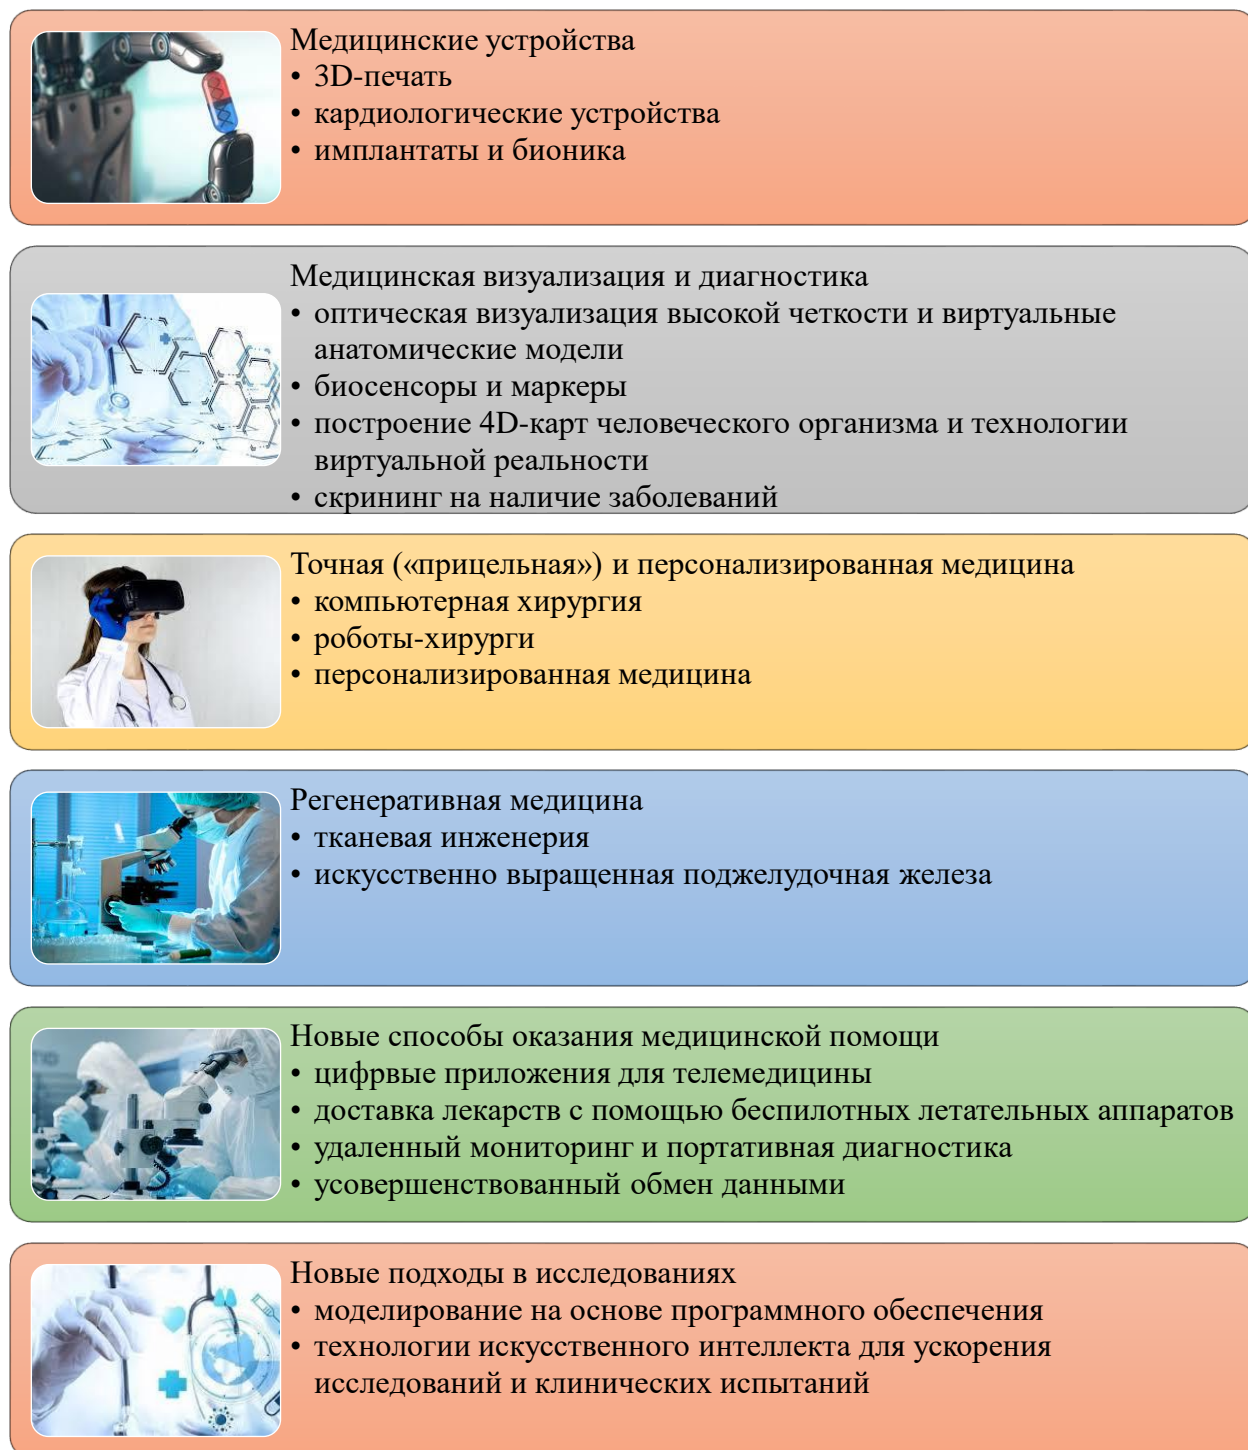 Медицинские устройства
• 3D-печать
• кардиологические устройства
• имплантаты и бионика
Медицинская визуализация и диагностика
• оптическая визуализация высокой четкости и виртуальные
анатомические модели
• биосенсоры и маркеры
• построение 4D-карт человеческого организма и технологии
виртуальной реальности
• скрининг на наличие заболеваний
Точная («прицельная») и персонализированная медицина
• компьютерная хирургия
• роботы-хирурги
• персонализированная медицина
Регенеративная медицина
• тканевая инженерия
• искусственно выращенная поджелудочная железа
Новые способы оказания медицинской помощи
• цифрвые приложения для телемедицины
• доставка лекарств с помощью беспилотных летательных аппаратов
• удаленный мониторинг и портативная диагностика
• усовершенствованный обмен данными
Новые подходы в исследованиях
• моделирование на основе программного обеспечения
• технологии искусственного интеллекта для ускорения
исследований и клинических испытаний